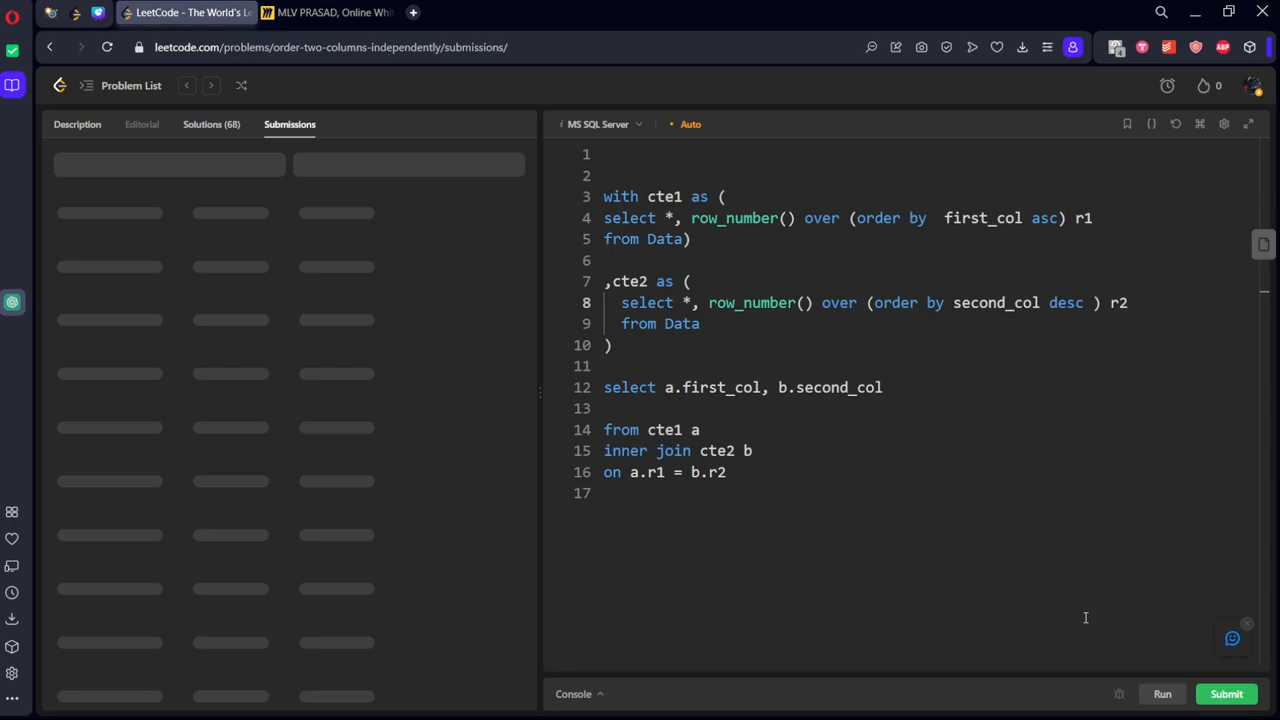 LeetCode - The World's Le
MLV PRASAD, Online Whi
leetcode.com/problems/order-two-columns-independently/submissions/
ABP
Problem List
0
Description
Editorial
Solutions (68)
Submissions
i MS SQL Server
• Auto
1
2
3 with cte1 as (
4 select *, row_number() over (order by  first_col asc) r1
5 from Data)
6
7 ,cte2 as (
8   select *, row_number() over (order by second_col desc ) r2
9   from Data
10 )
11
12 select a.first_col, b.second_col
13
14 from cte1 a
15 inner join cte2 b
16 on a.r1 = b.r2
17
Console
Run
Submit